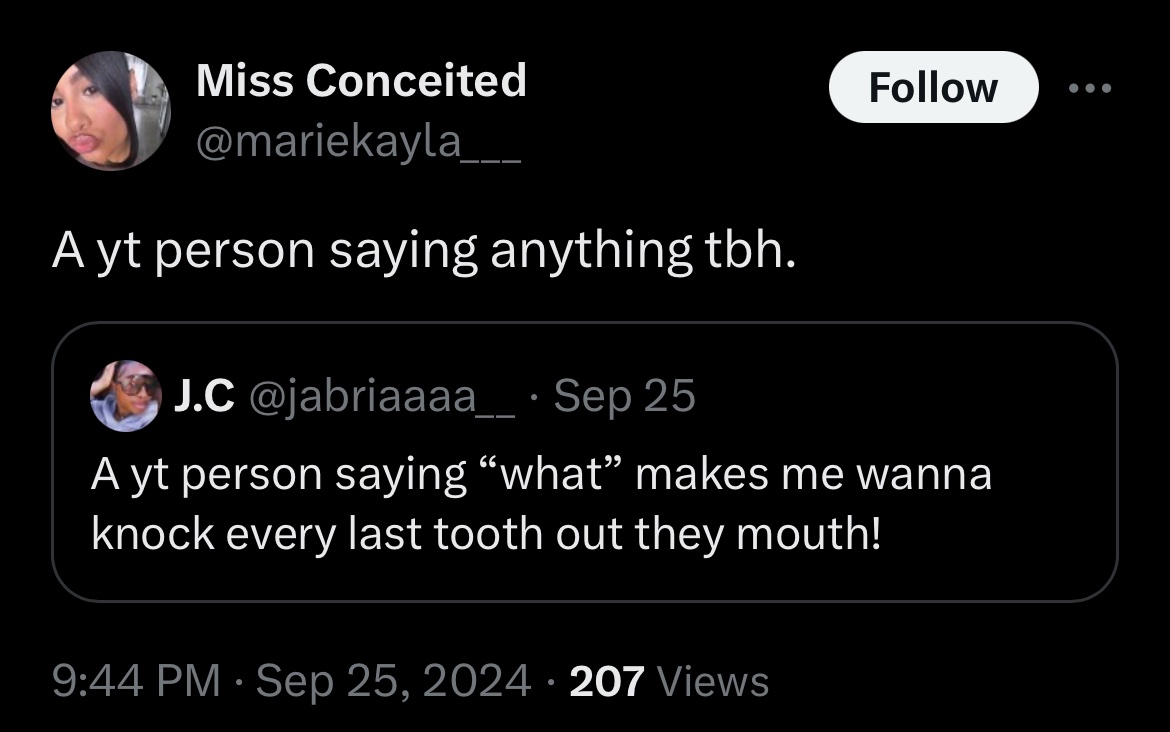 Miss Conceited
Follow
@mariekayla___
A yt person saying anything tbh.
J.C @jabriaaaa__ · Sep 25
A yt person saying “what” makes me wanna
knock every last tooth out they mouth!
9:44 PM · Sep 25, 2024 · 207 Views